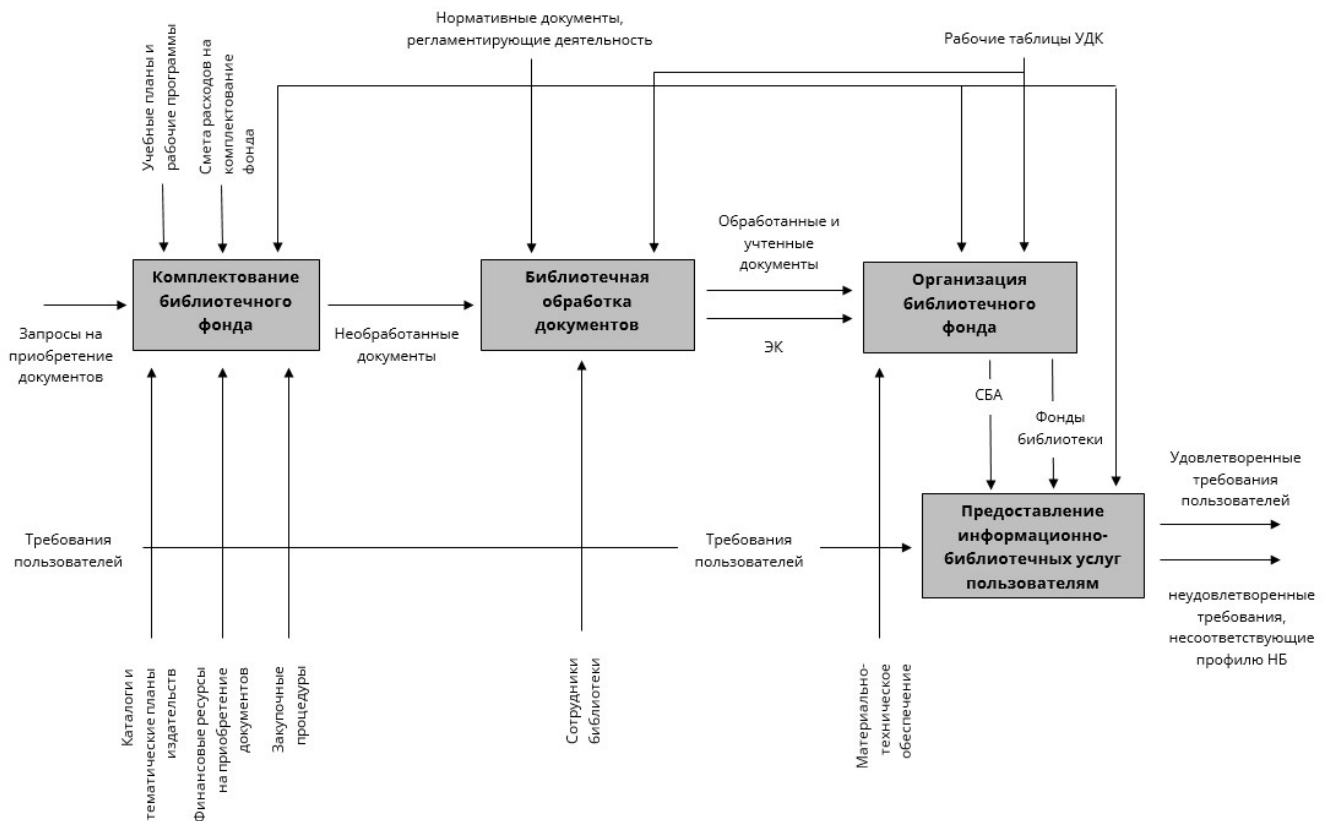 Нормативные документы,
регламентирующие деятельность
Рабочие таблицы УДК
Учебные планы и
рабочие программы
Смета расходов на
комплектование
фонда
Обработанные и
учтенные
документы
Комплектование
библиотечного
фонда
Библиотечная
обработка
документов
Организация
библиотечного
фонда
Запросы на
приобретение
документов
Необработанные
документы
ЭК
СБА
Фонды
библиотеки
Удовлетворенные
требования
пользователей
Предоставление
информационно-
библиотечных услуг
пользователям
Требования
пользователей
Требования
пользователей
неудовлетворенные
требования,
несоответствующие
профилю НБ
Каталоги и
тематические планы
издательств
Финансовые ресурсы
на приобретение
документов
Закупочные
процедуры
Сотрудники
библиотеки
Материально-
техническое
обеспечение